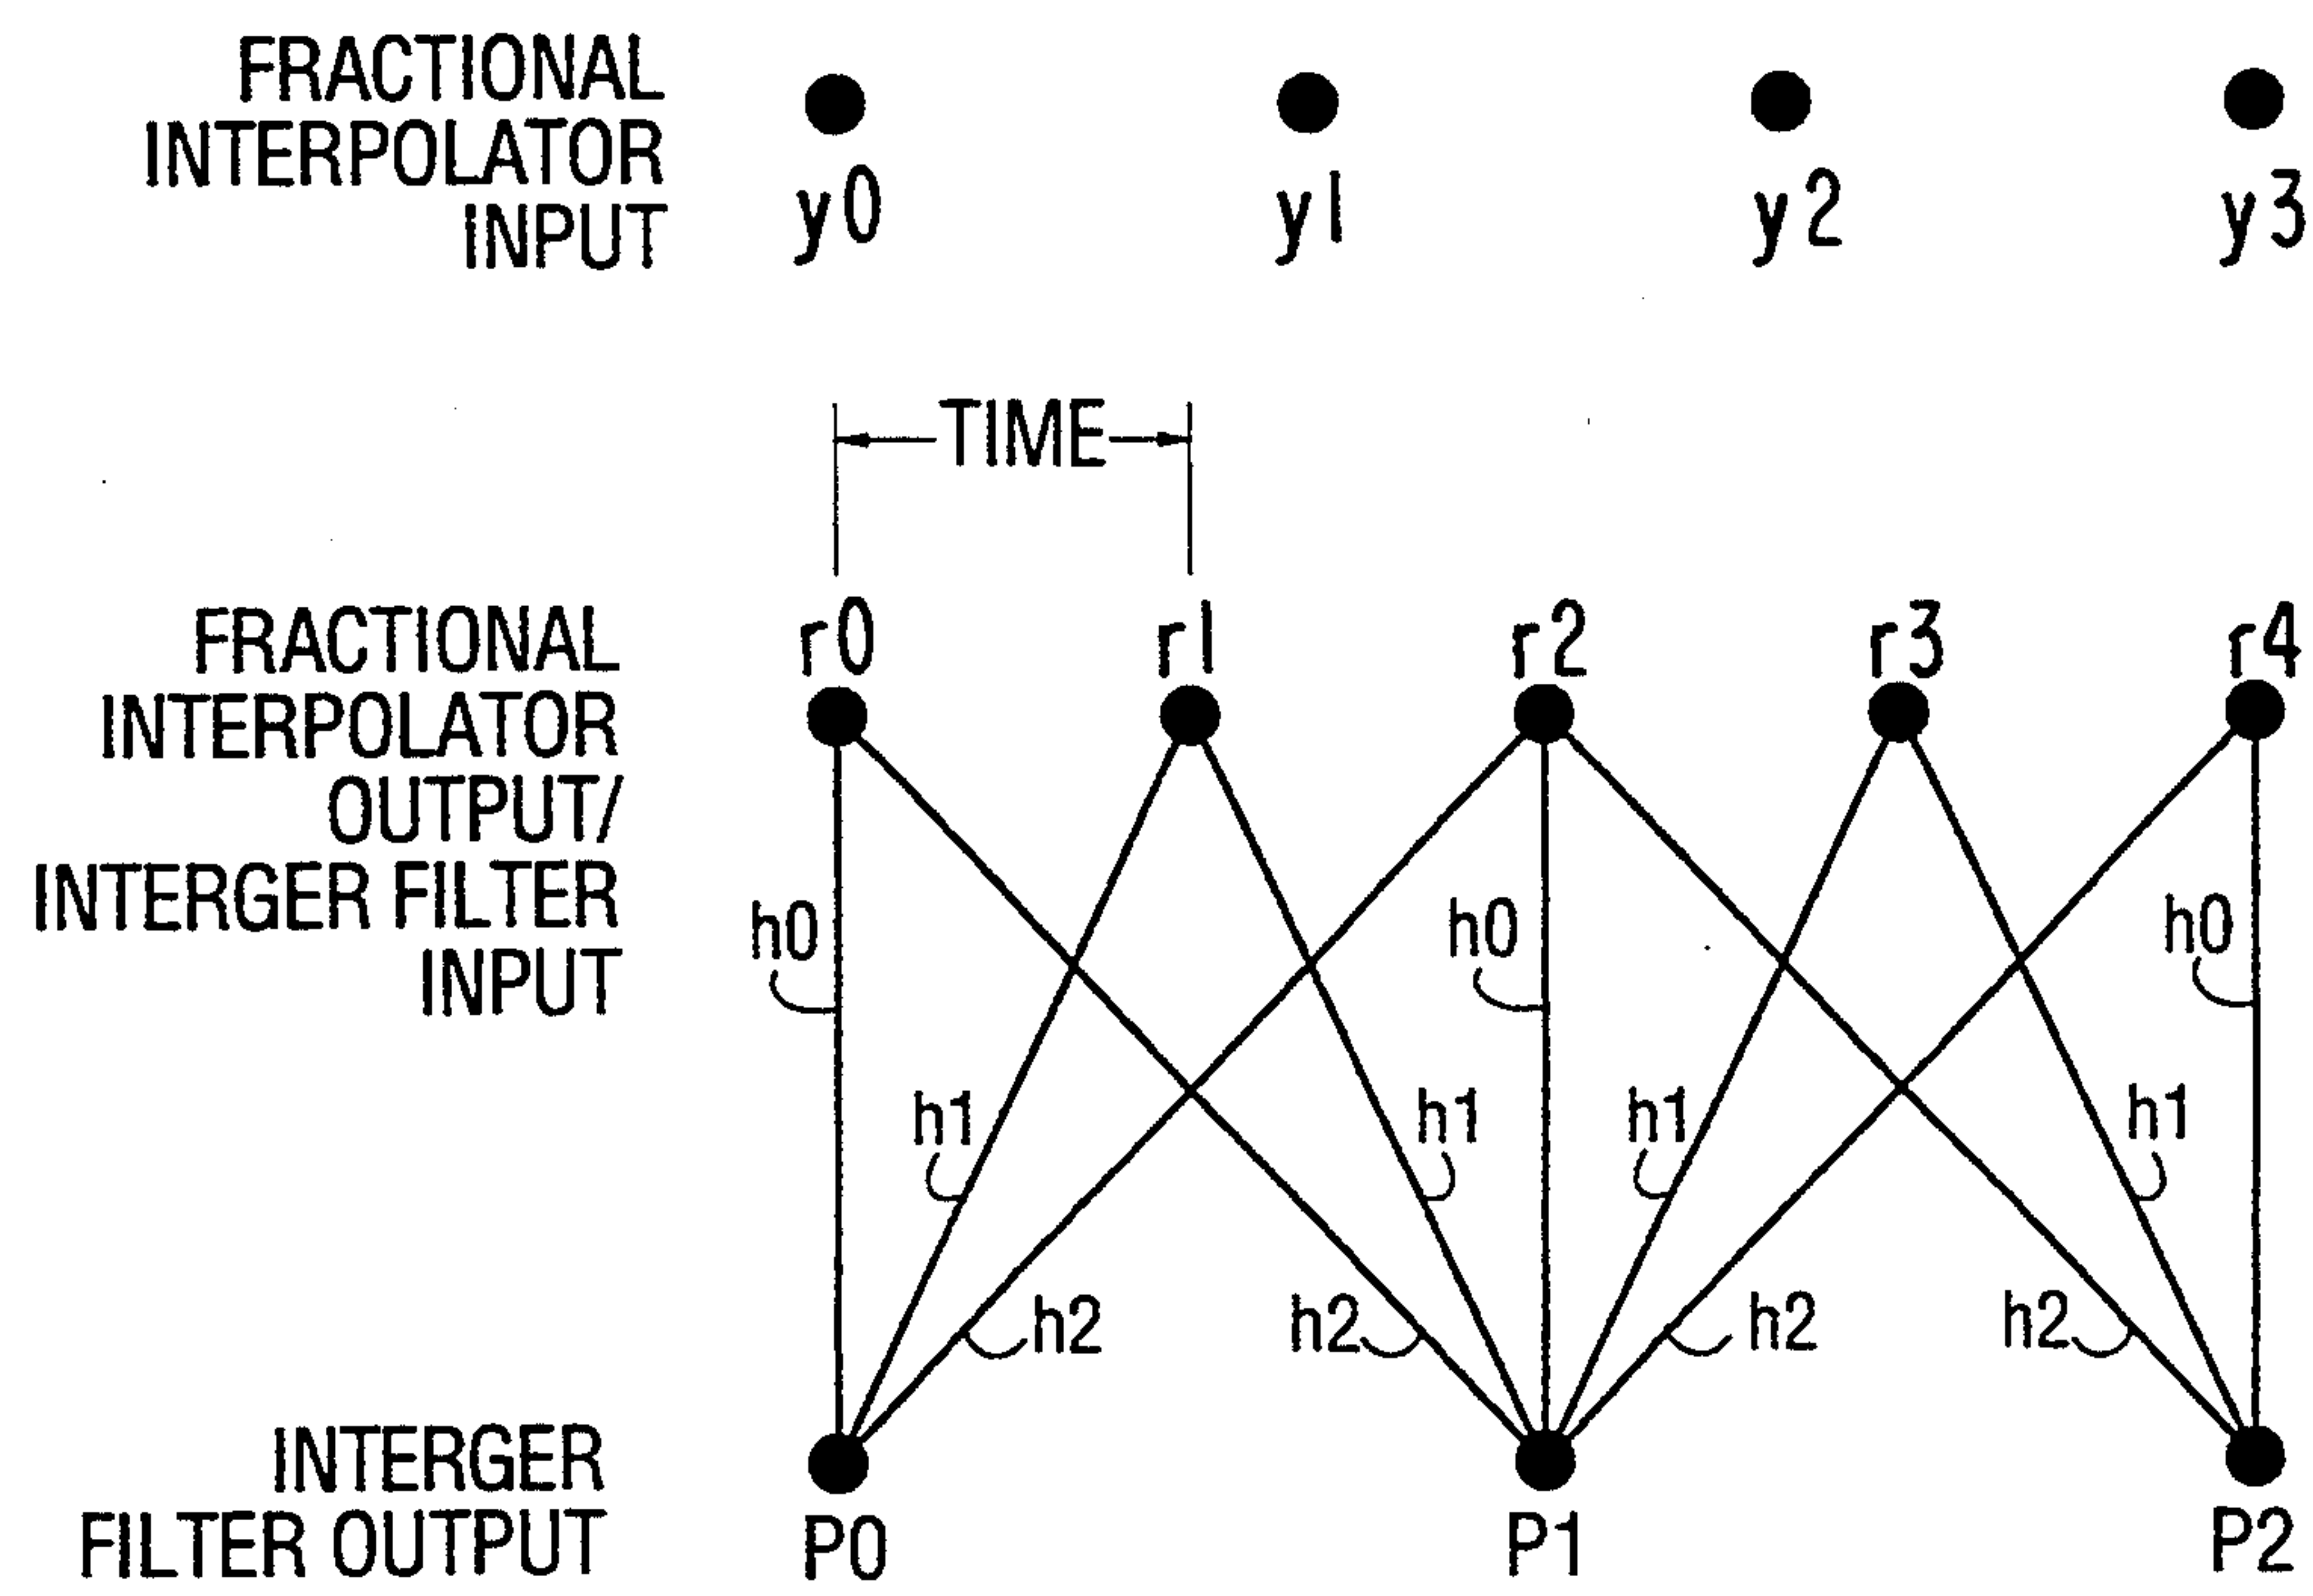 FRACTIONAL
INTERPOLATOR
INPUT
y0 y1 y2 y3
TIME
r0 r1 r2 r3 r4
FRACTIONAL
INTERPOLATOR
OUTPUT/
INTERGER FILTER
INPUT
h0 h0 h0
h1 h1 h1 h1
h2 h2 h2 h2
INTERGER
FILTER OUTPUT
P0 P1 P2